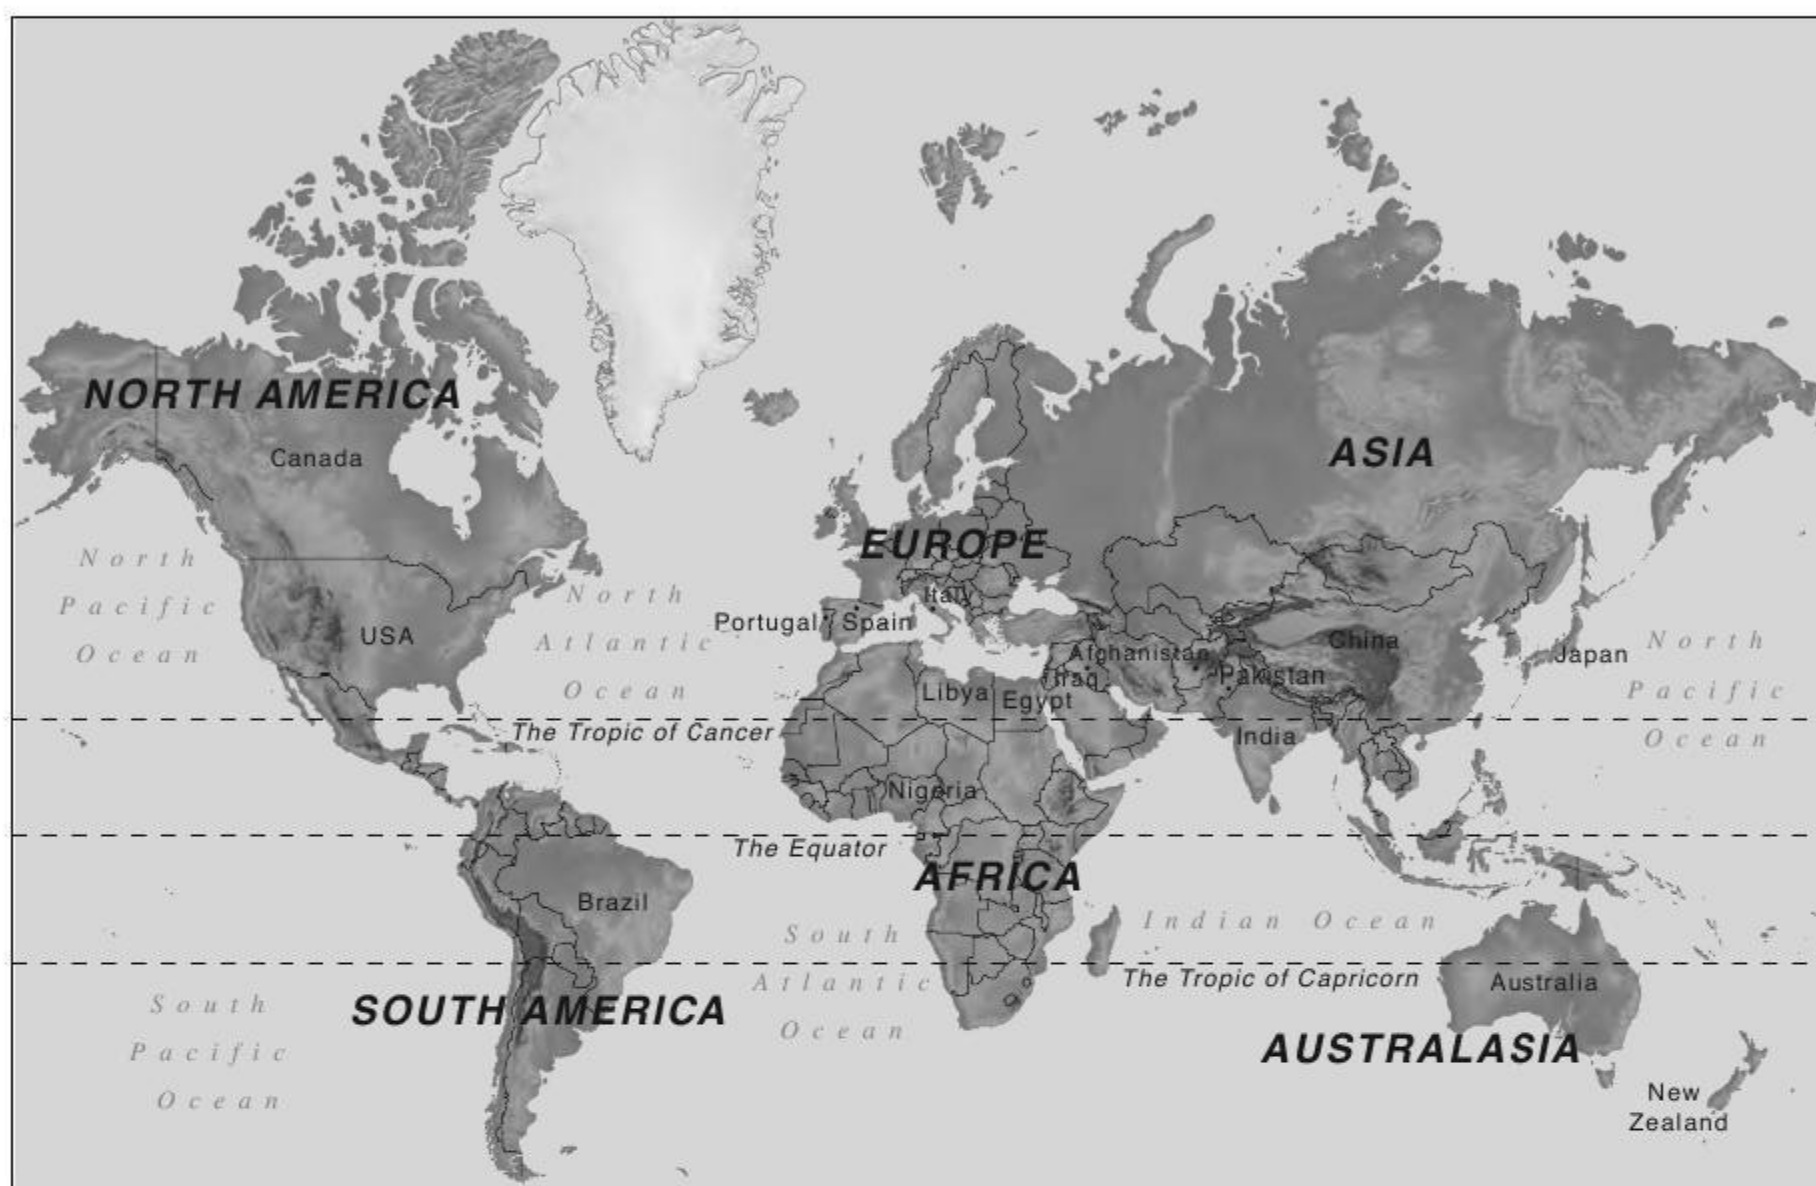 NORTH AMERICA
Canada
ASIA
North
Pacific
Ocean
EUROPE
North
Atlantic
Ocean
USA
Portugal
Spain
Italy
Afghanistan
Iraq
Pakistan
China
Japan
North
Pacific
Ocean
Libya
Egypt
The Tropic of Cancer
India
Nigeria
The Equator
AFRICA
Brazil
South
Atlantic
Ocean
Indian Ocean
The Tropic of Capricorn
Australia
SOUTH AMERICA
South
Pacific
Ocean
AUSTRALASIA
New
Zealand